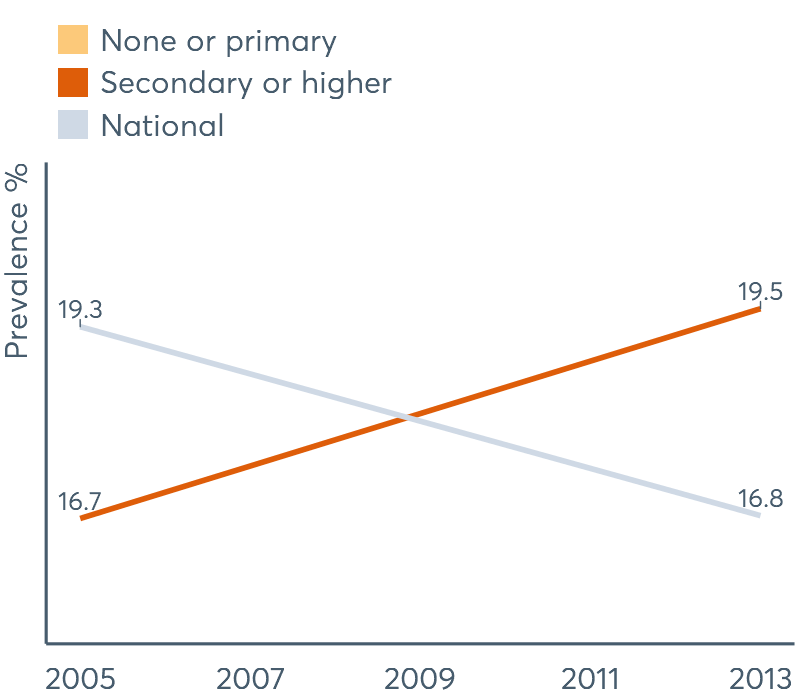 None or primary
Secondary or higher
National
Prevalence %
19.3
19.5
16.7
16.8
2005 2007 2009 2011 2013